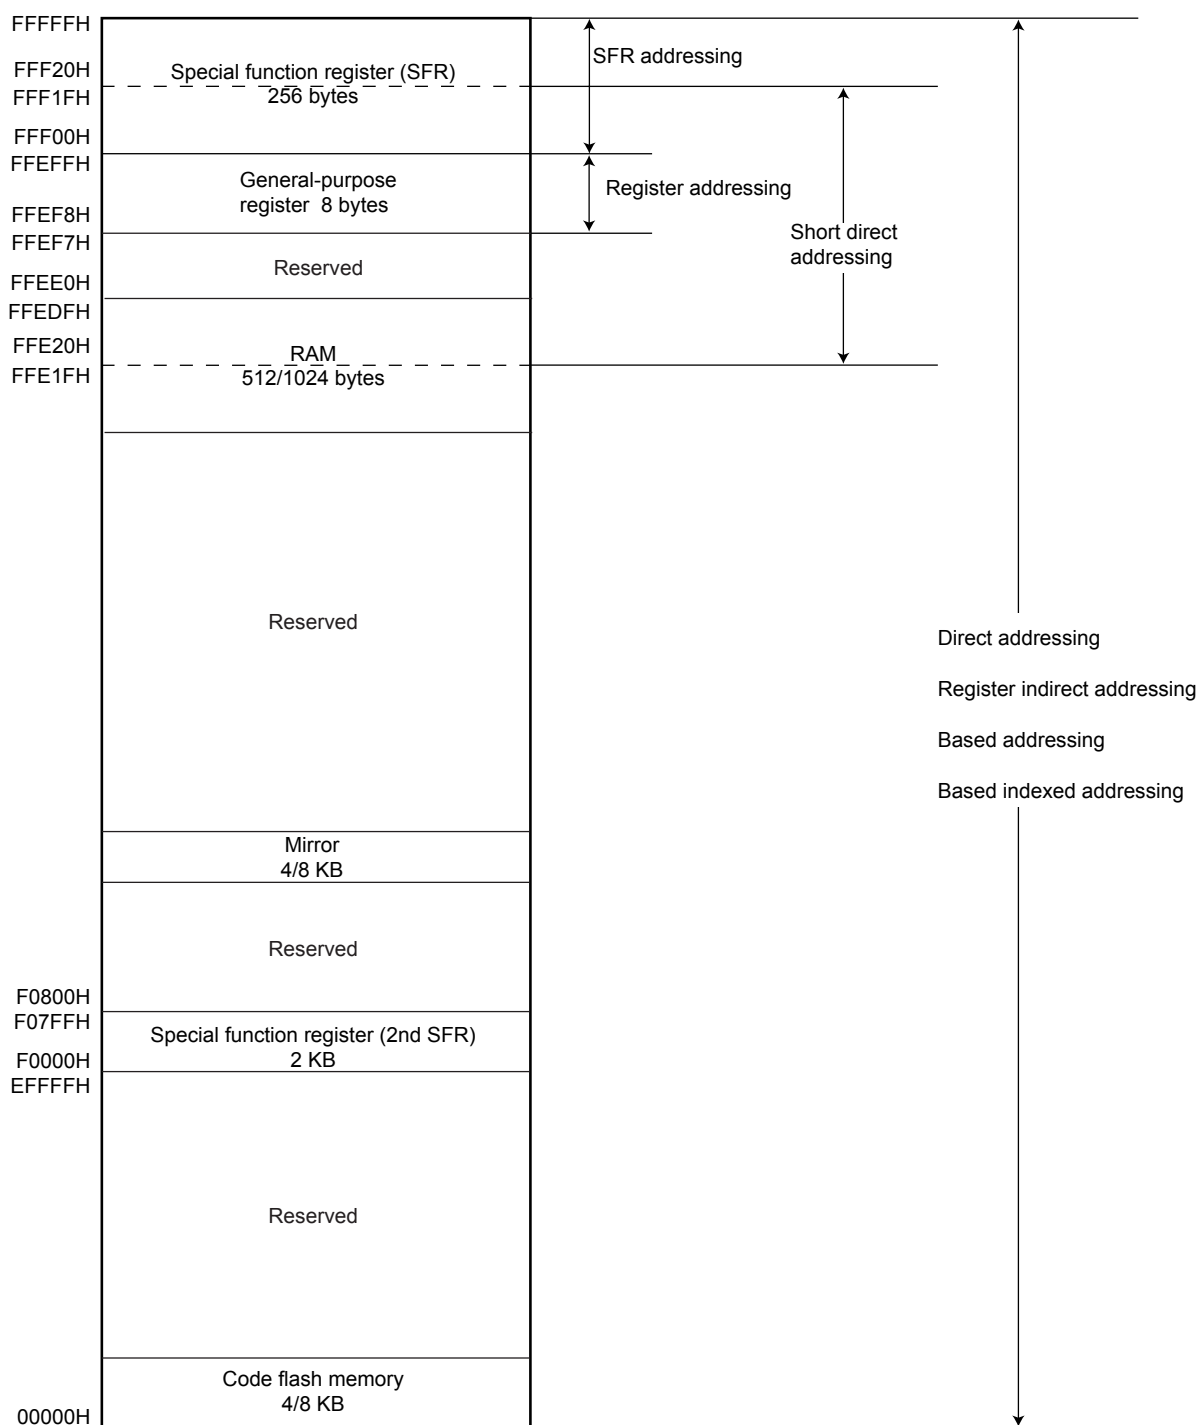 FFFFFH
SFR addressing
FFF20H
Special function register (SFR)
256 bytes
FFF1FH
FFF00H
FFEFFH
General-purpose
register 8 bytes
Register addressing
FFEF8H
FFEF7H
Short direct
addressing
Reserved
FFEE0H
FFEDFH
FFE20H
RAM
512/1024 bytes
FFE1FH
Reserved
Direct addressing
Register indirect addressing
Based addressing
Based indexed addressing
Mirror
4/8 KB
Reserved
F0800H
F07FFH
Special function register (2nd SFR)
2 KB
F0000H
EFFFFH
Reserved
Code flash memory
4/8 KB
00000H